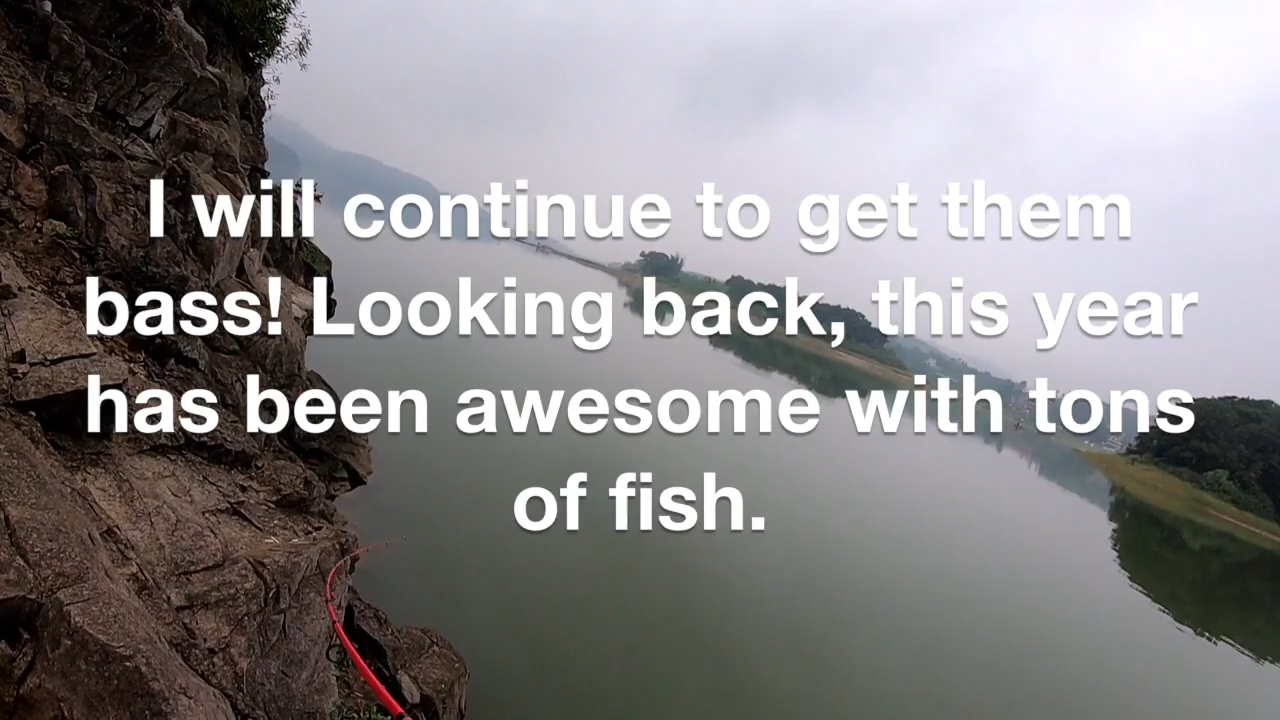 I will continue to get them
bass! Looking back, this year
has been awesome with tons
of fish.